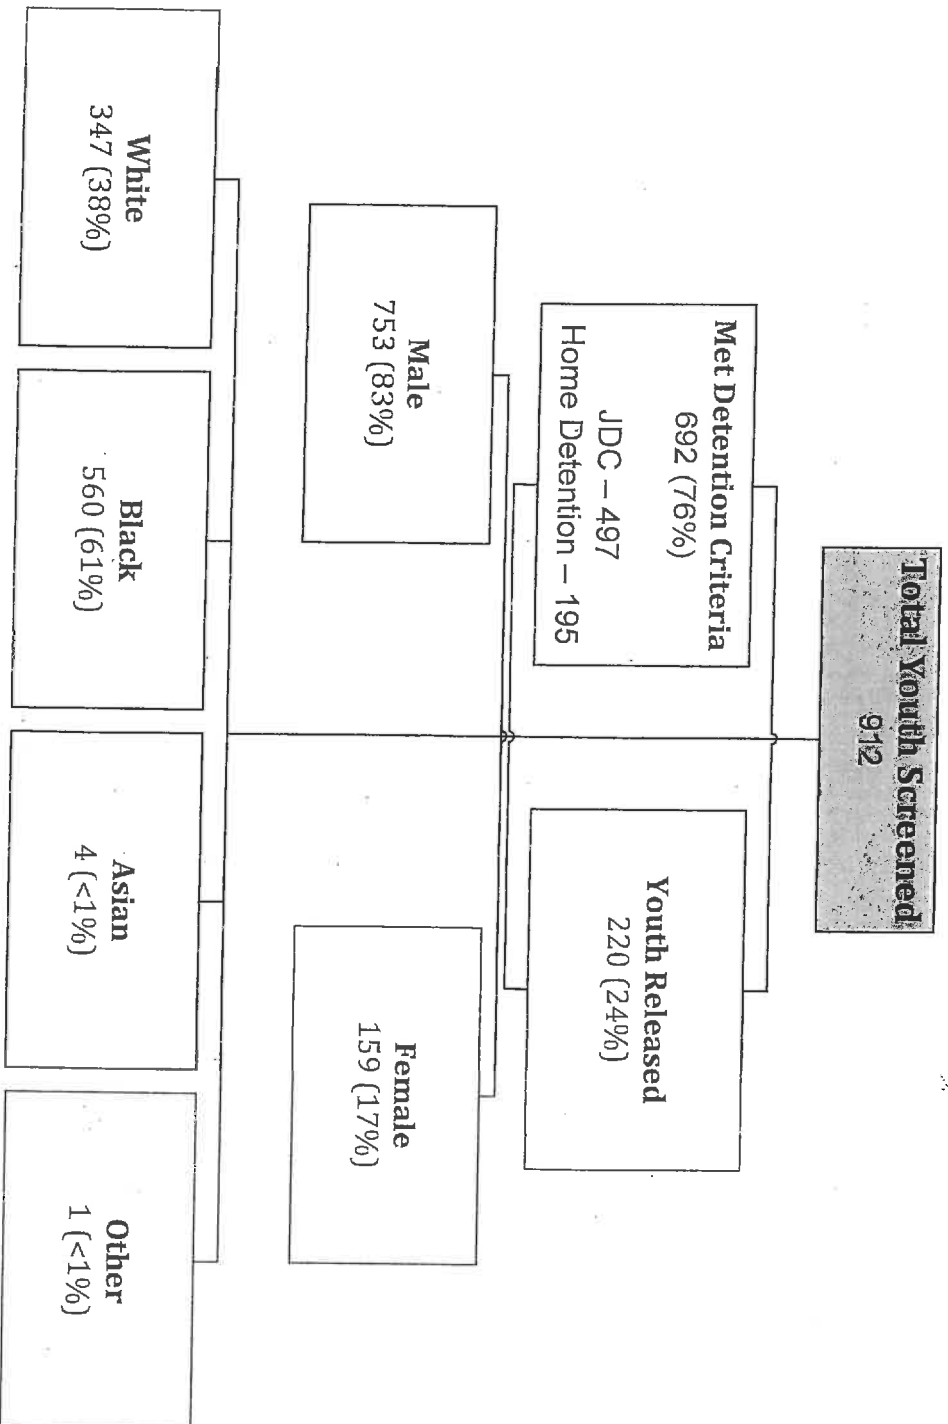 Total Youth Screened
912
Met Detention Criteria
692 (76%)
JDC – 497
Home Detention – 195
Youth Released
220 (24%)
Male
753 (83%)
Female
159 (17%)
White
347 (38%)
Black
560 (61%)
Asian
4 (<1%)
Other
1 (<1%)